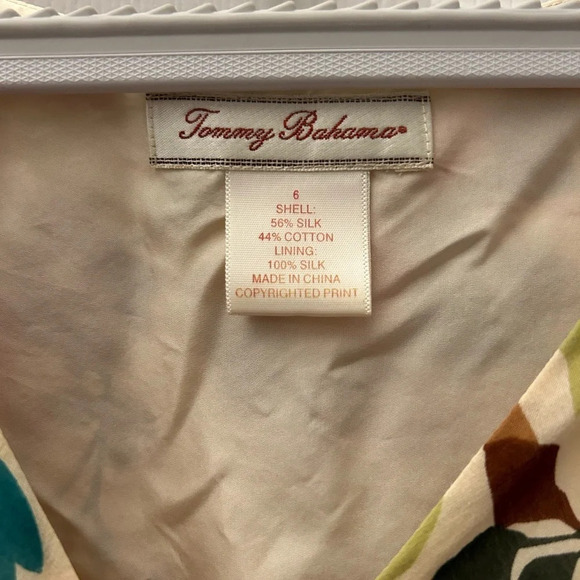 Tommy Bahama®
6
SHELL:
56% SILK
44% COTTON
LINING:
100% SILK
MADE IN CHINA
COPYRIGHTED PRINT